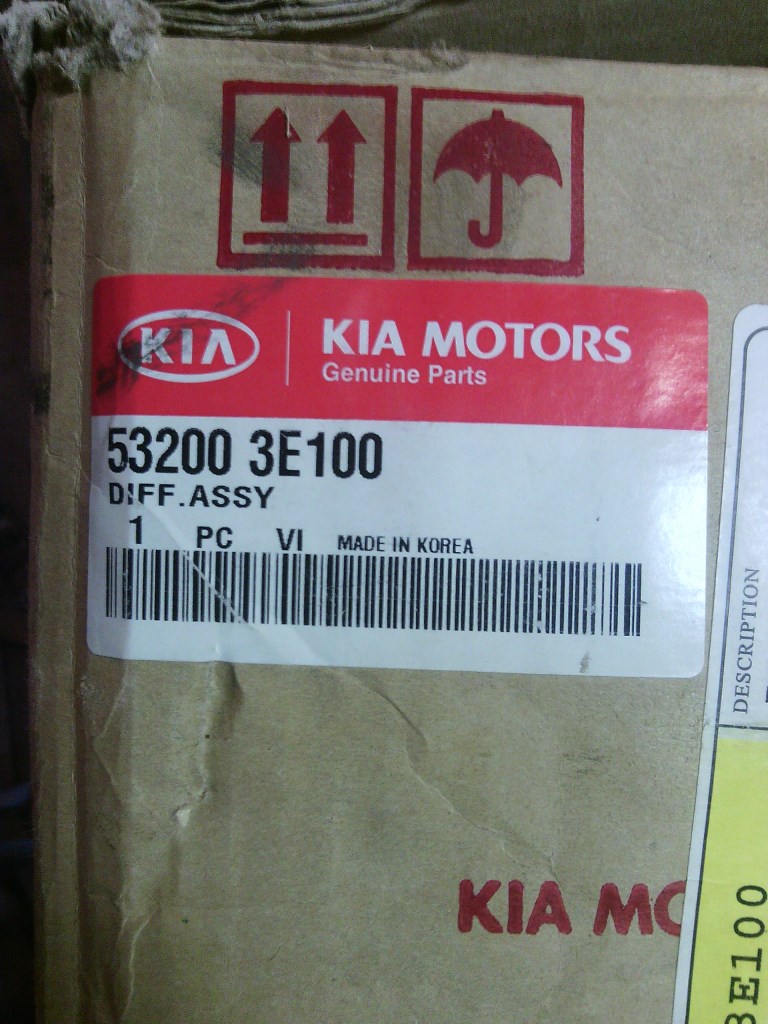 KIA
KIA MOTORS
Genuine Parts
53200 3E100
DIFF.ASSY
1 PC VI MADE IN KOREA
DESCRIPTION
KIA MO
3E100